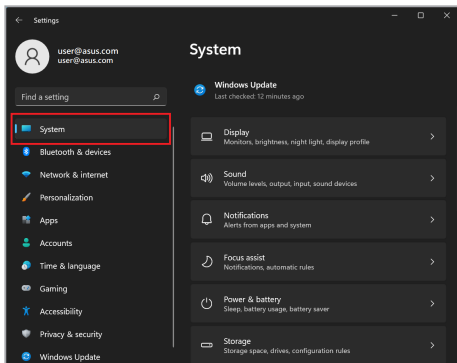 Settings
user@asus.com
user@asus.com
Find a setting
System
Bluetooth & devices
Network & internet
Personalization
Apps
Accounts
Time & language
Gaming
Accessibility
Privacy & security
Windows Update
System
Windows Update
Last checked: 12 minutes ago
Display
Monitors, brightness, night light, display profile
Sound
Volume levels, output, input, sound devices
Notifications
Alerts from apps and system
Focus assist
Notifications, automatic rules
Power & battery
Sleep, battery usage, battery saver
Storage
Storage space, drives, configuration rules